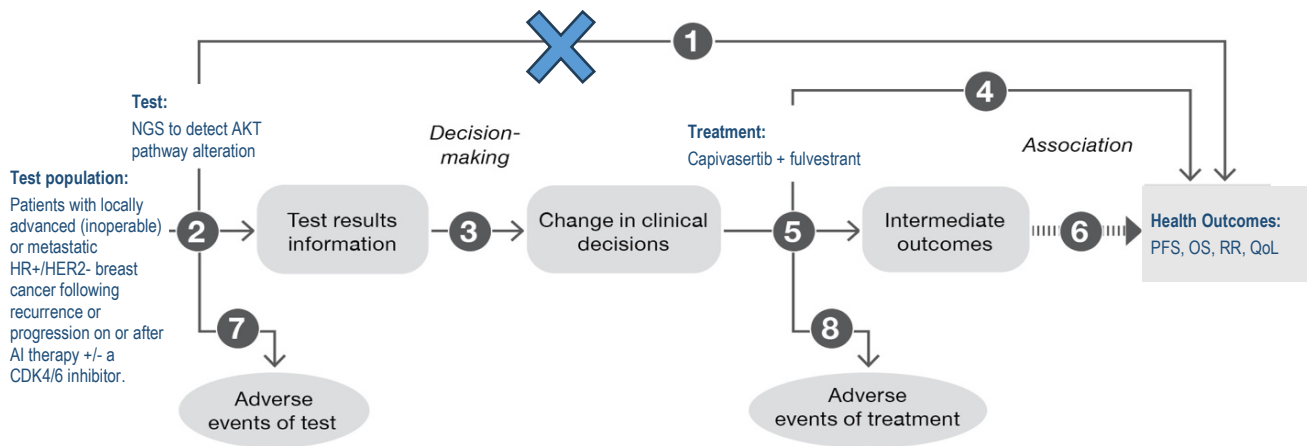 1
4
Test:
NGS to detect AKT
pathway alteration
Decision-
making
Treatment:
Capivasertib + fulvestrant
Association
Test population:
Patients with locally
advanced (inoperable)
or metastatic
HR+/HER2- breast
cancer following
recurrence or
progression on or after
AI therapy +/- a
CDK4/6 inhibitor.
2
Test results
information
3
Change in clinical
decisions
5
Intermediate
outcomes
6
Health Outcomes:
PFS, OS, RR, QoL
7
8
Adverse
events of test
Adverse
events of treatment